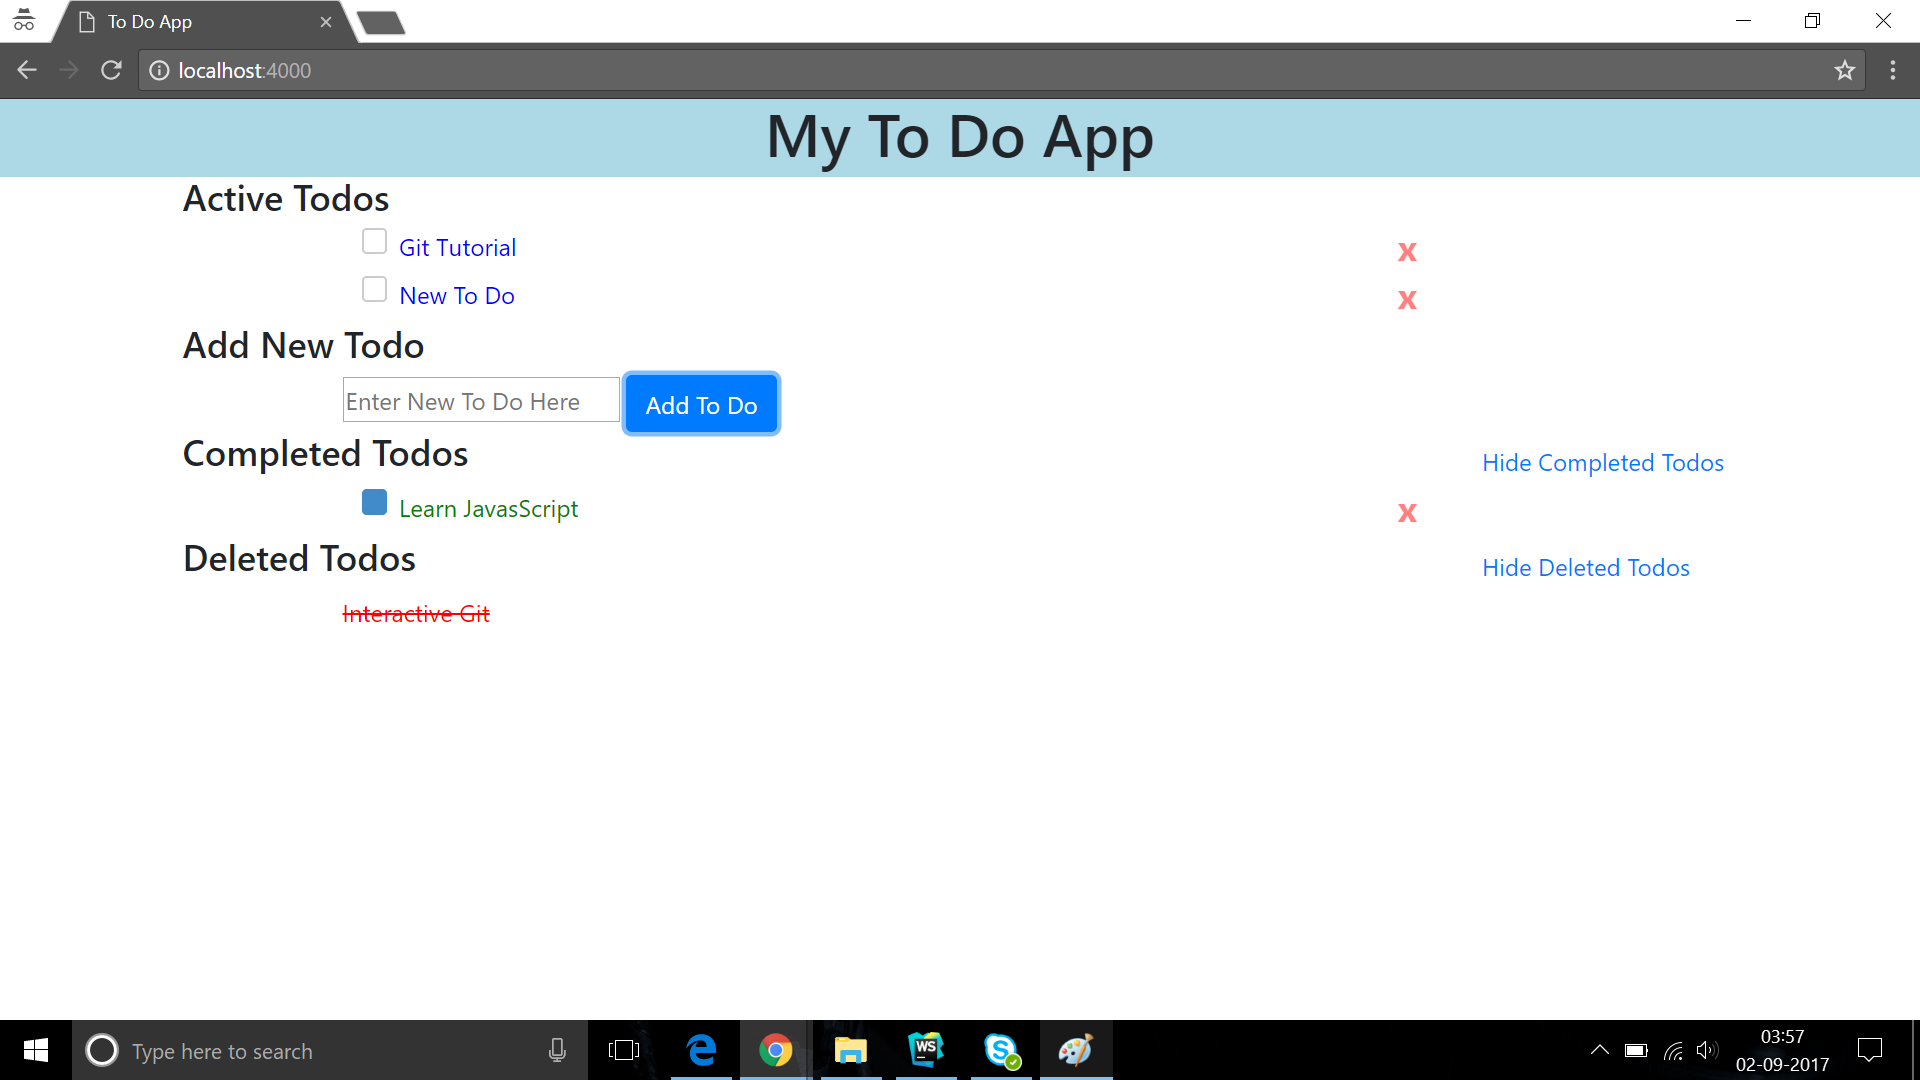 To Do App
localhost:4000
My To Do App
Active Todos
Git Tutorial x
New To Do x
Add New Todo
Enter New To Do Here Add To Do
Completed Todos Hide Completed Todos
Learn JavasScript x
Deleted Todos Hide Deleted Todos
Interactive Git
Type here to search
WS
03:57
02-09-2017